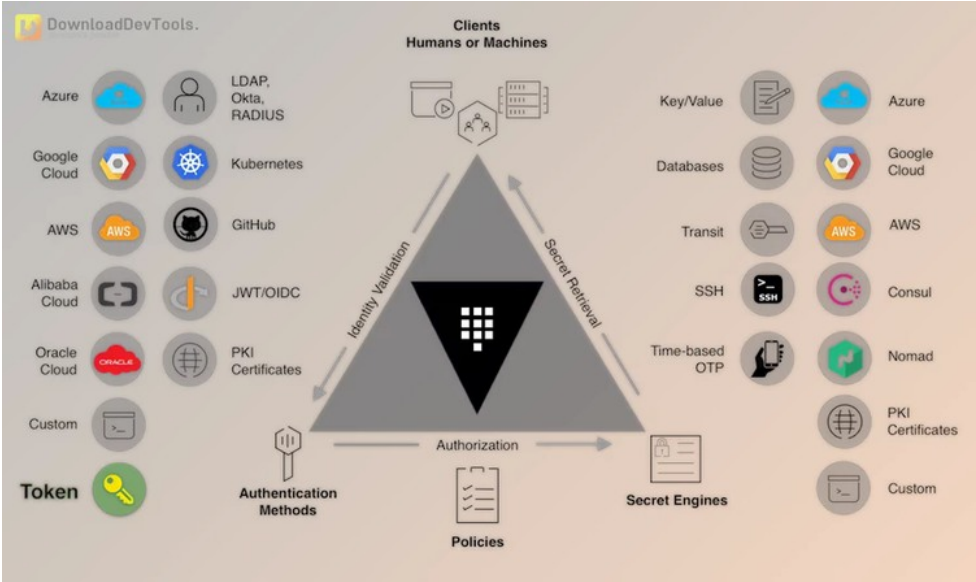 DownloadDevTools.
Clients
Humans or Machines
Azure
LDAP,
Okta,
RADIUS
Google
Cloud
Kubernetes
AWS
AWS
GitHub
Alibaba
Cloud
JWT/OIDC
Oracle
Cloud
ORACLE
PKI
Certificates
Custom
>_
Token
Identity Validation
Secret Retrieval
Authorization
Authentication
Methods
Policies
Secret Engines
Key/Value
Azure
Databases
Google
Cloud
Transit
AWS
AWS
SSH
>_
SSH
Consul
Time-based
OTP
Nomad
PKI
Certificates
>_
Custom